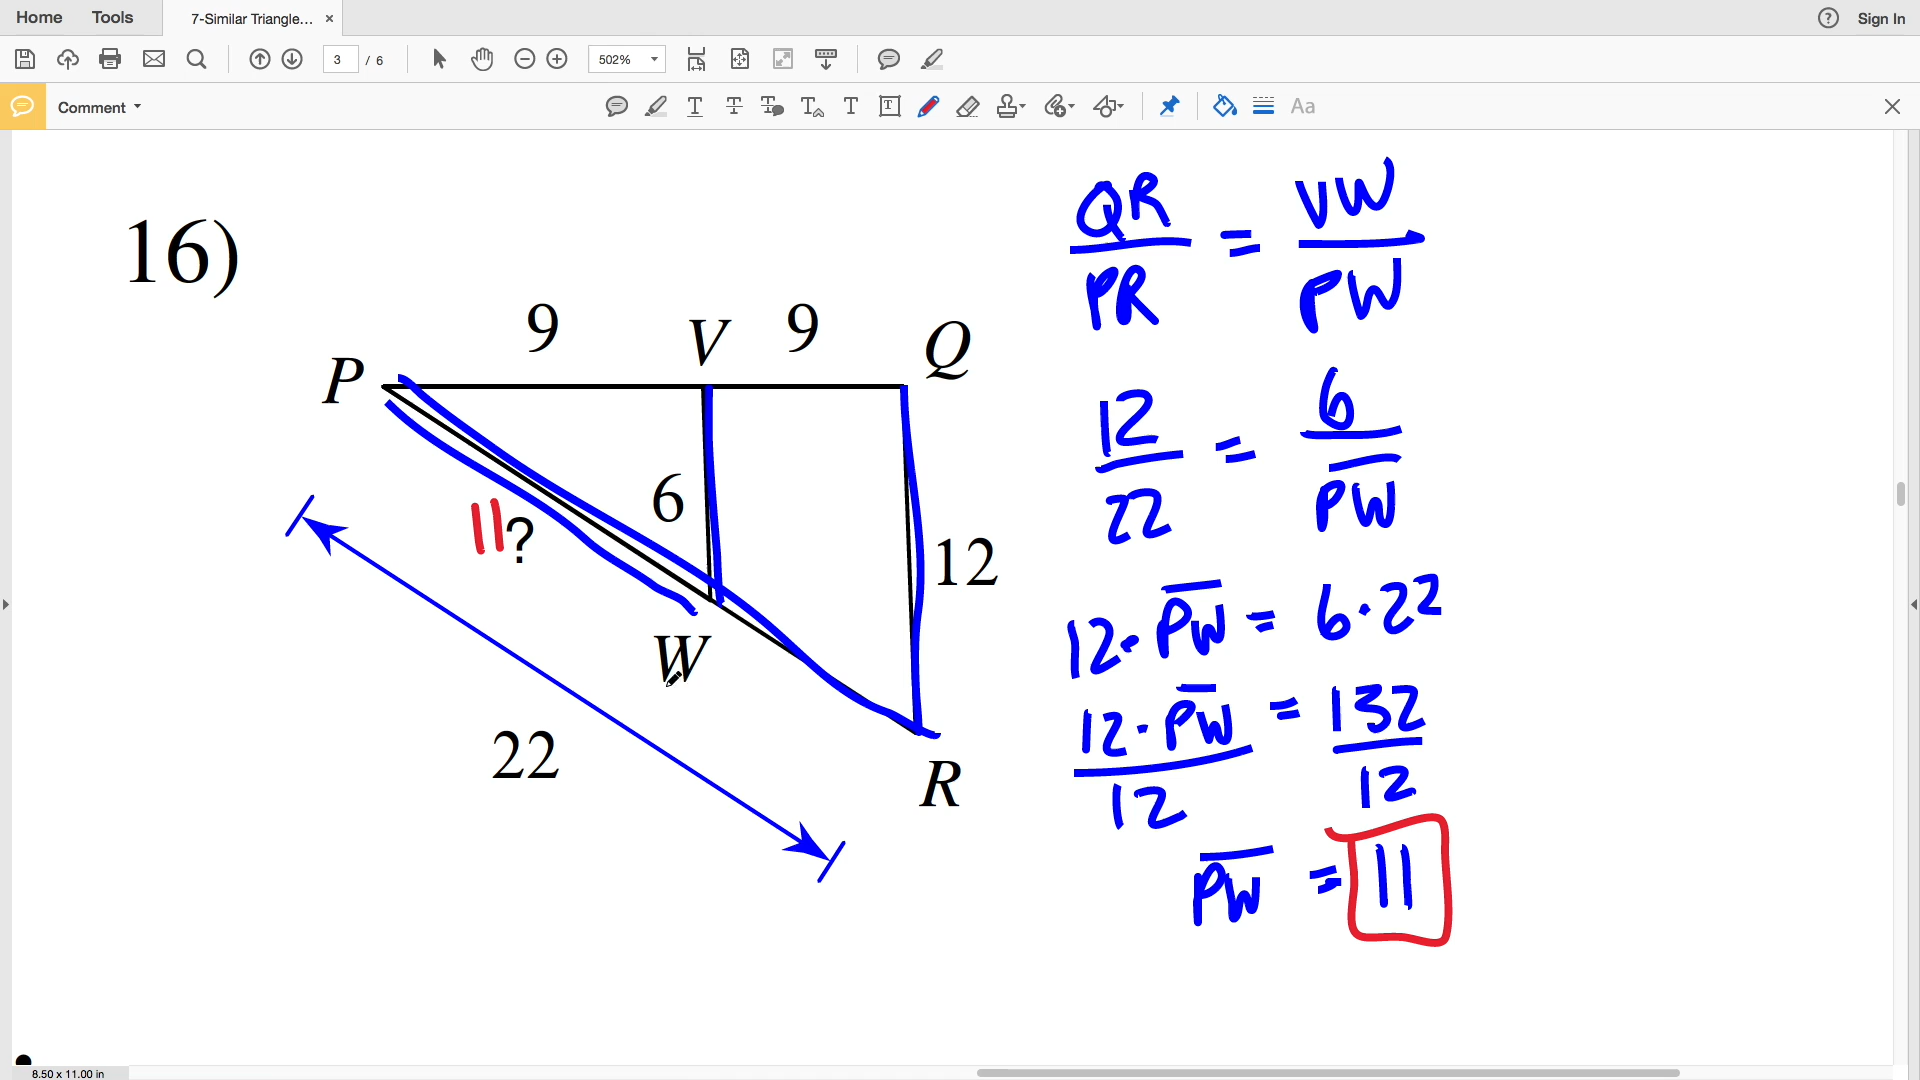 Home Tools 7-Similar Triangle... × ? Sign In
3 / 6 502%
Comment T T T T T T Aa
16)
9 V 9 Q
P
6
11?
12
W
22
R
QR/PR = VW/PW
12/22 = 6/PW
12·PW = 6·22
12·PW/12 = 132/12
PW = 11
8.50 x 11.00 in